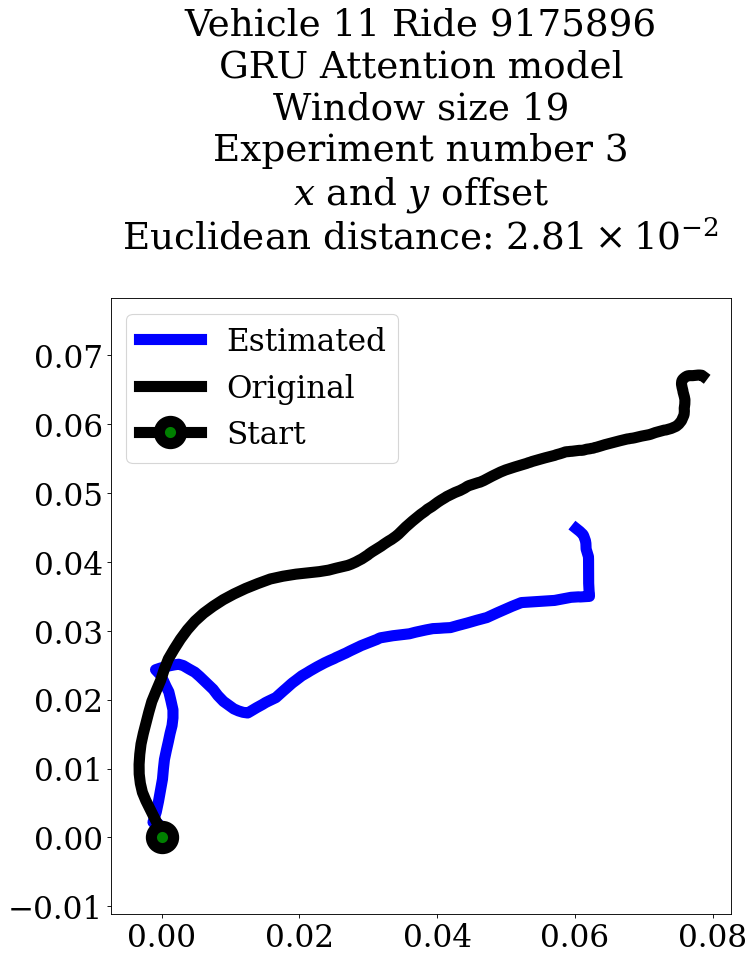 Vehicle 11 Ride 9175896
GRU Attention model
Window size 19
Experiment number 3
x and y offset
Euclidean distance: 2.81 × 10⁻²
Estimated
Original
Start
0.07
0.06
0.05
0.04
0.03
0.02
0.01
0.00
−0.01
0.00 0.02 0.04 0.06 0.08